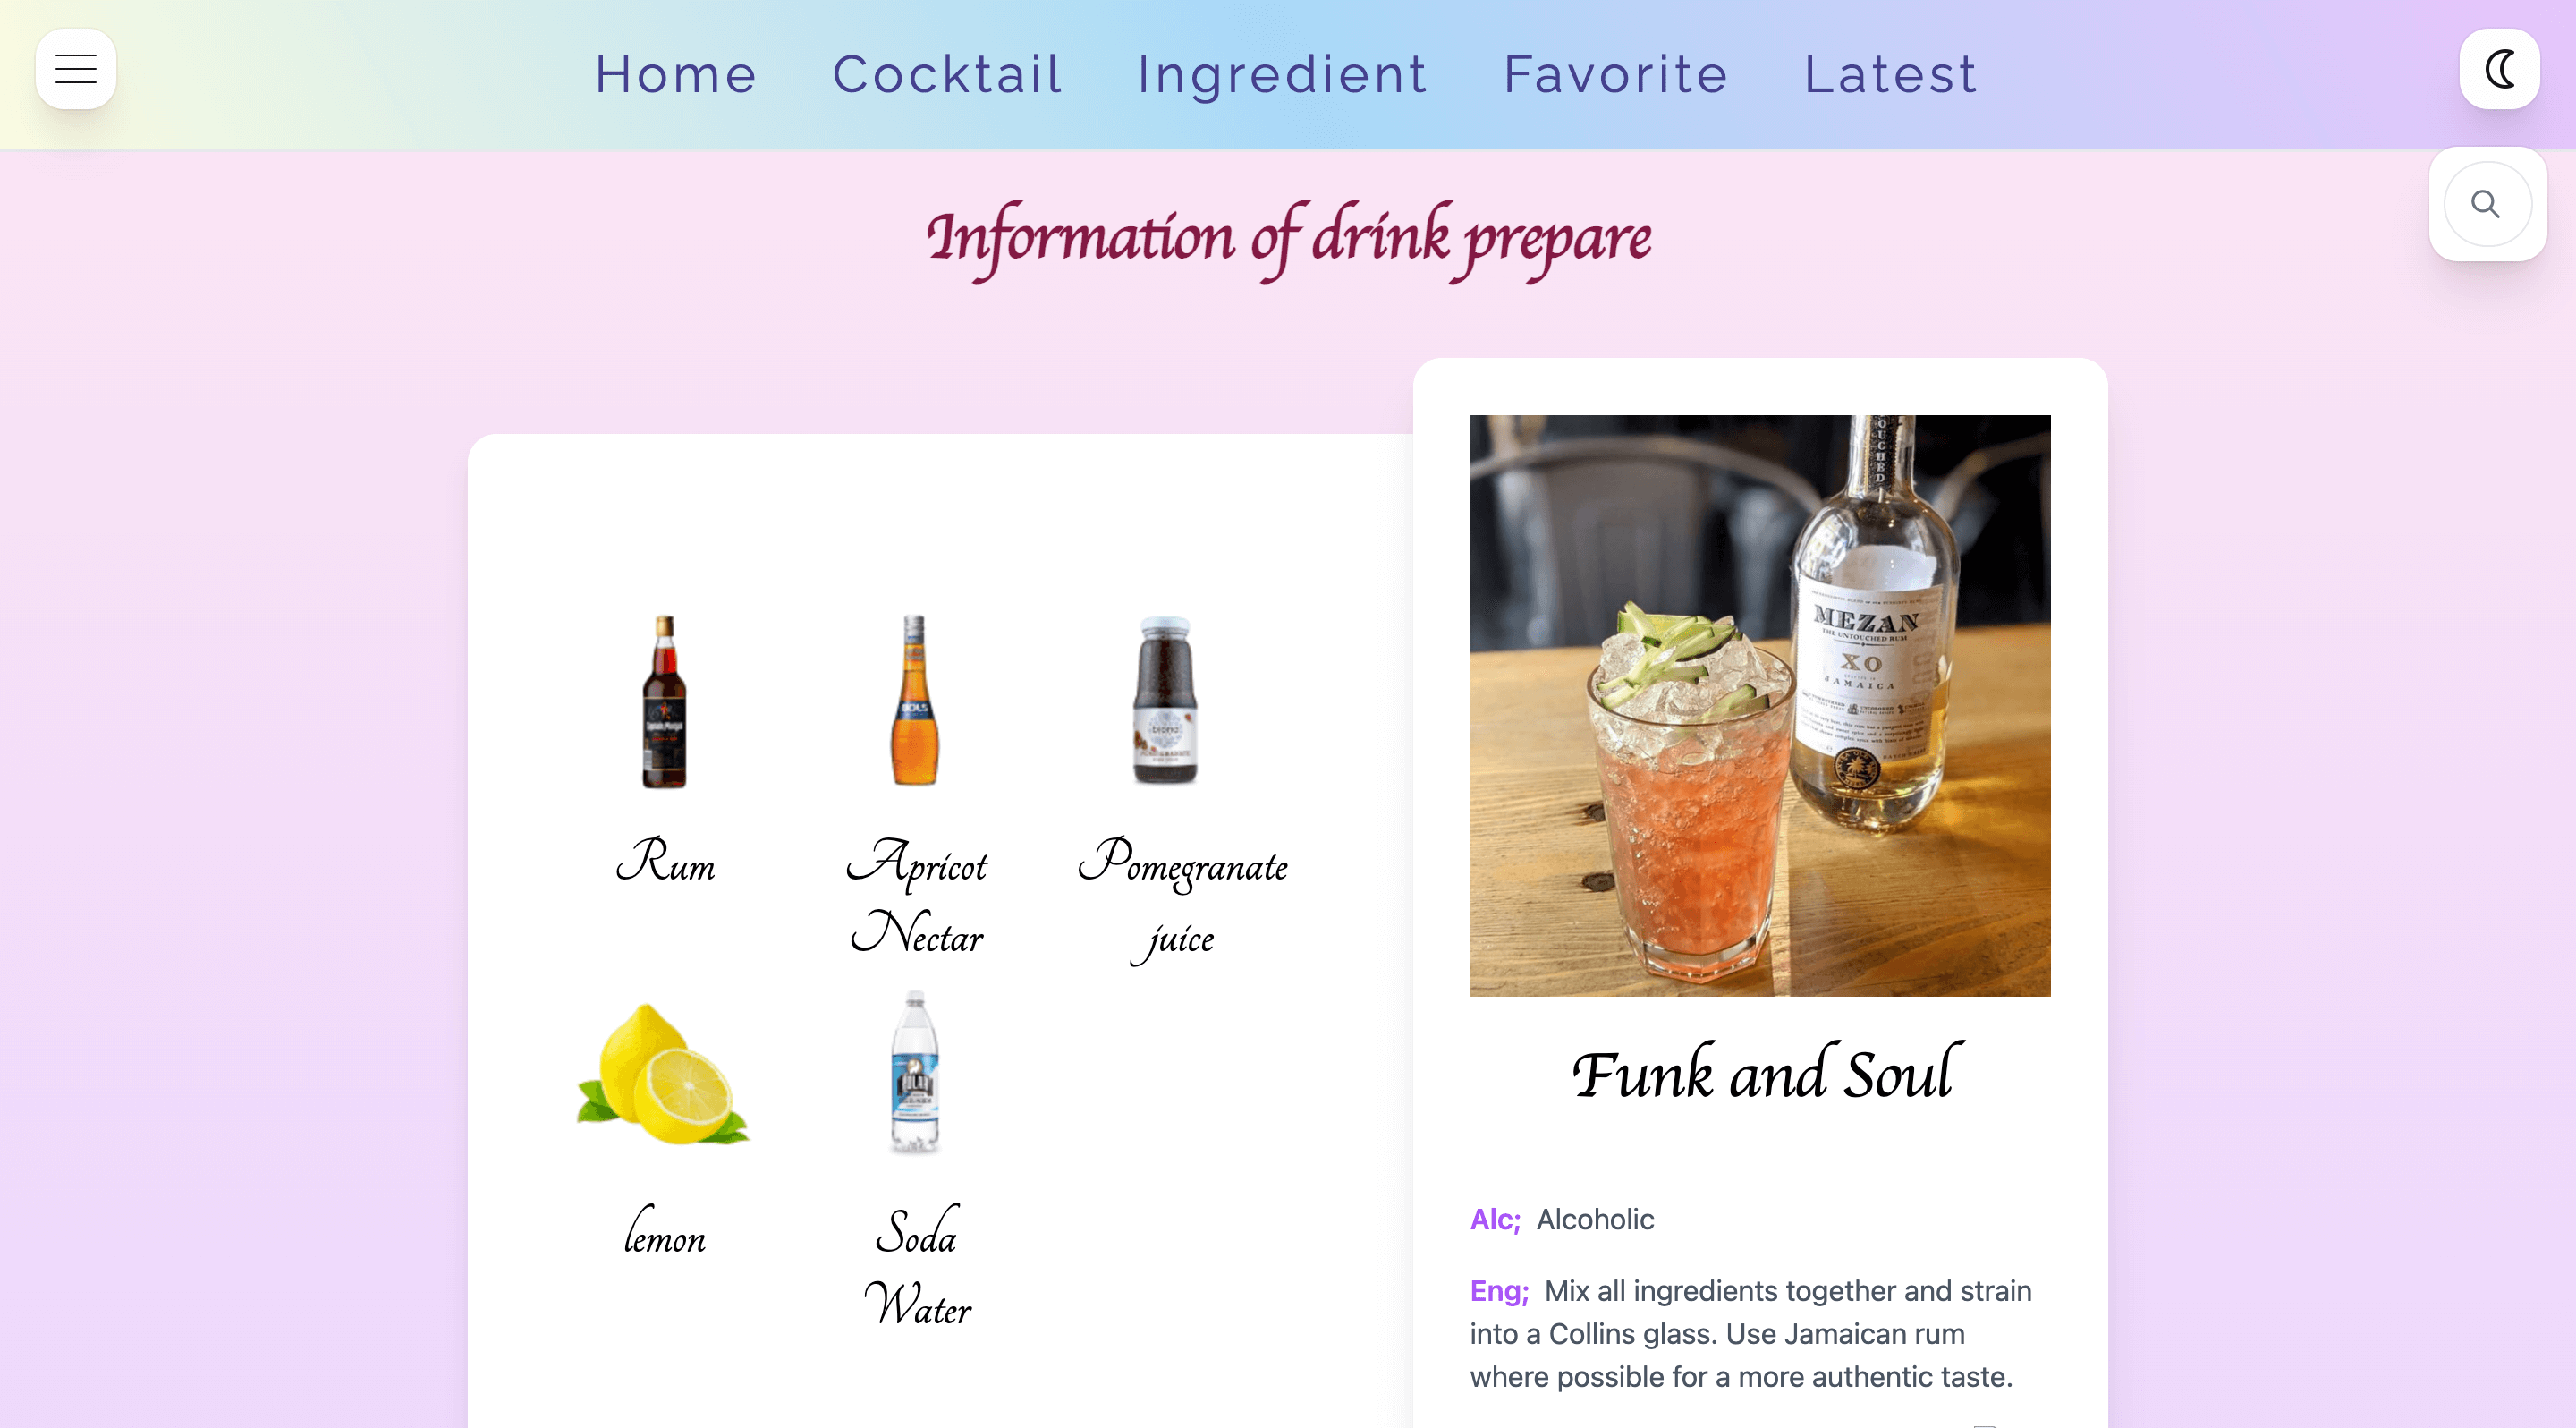 Home Cocktail Ingredient Favorite Latest
Information of drink prepare
Rum
Apricot
Nectar
Pomegranate
juice
lemon
Soda
Water
BOLS
OUCHED
MEZAN
THE UNTOUCHED RUM
XO
JAMAICA
Funk and Soul
Alc; Alcoholic
Eng; Mix all ingredients together and strain
into a Collins glass. Use Jamaican rum
where possible for a more authentic taste.